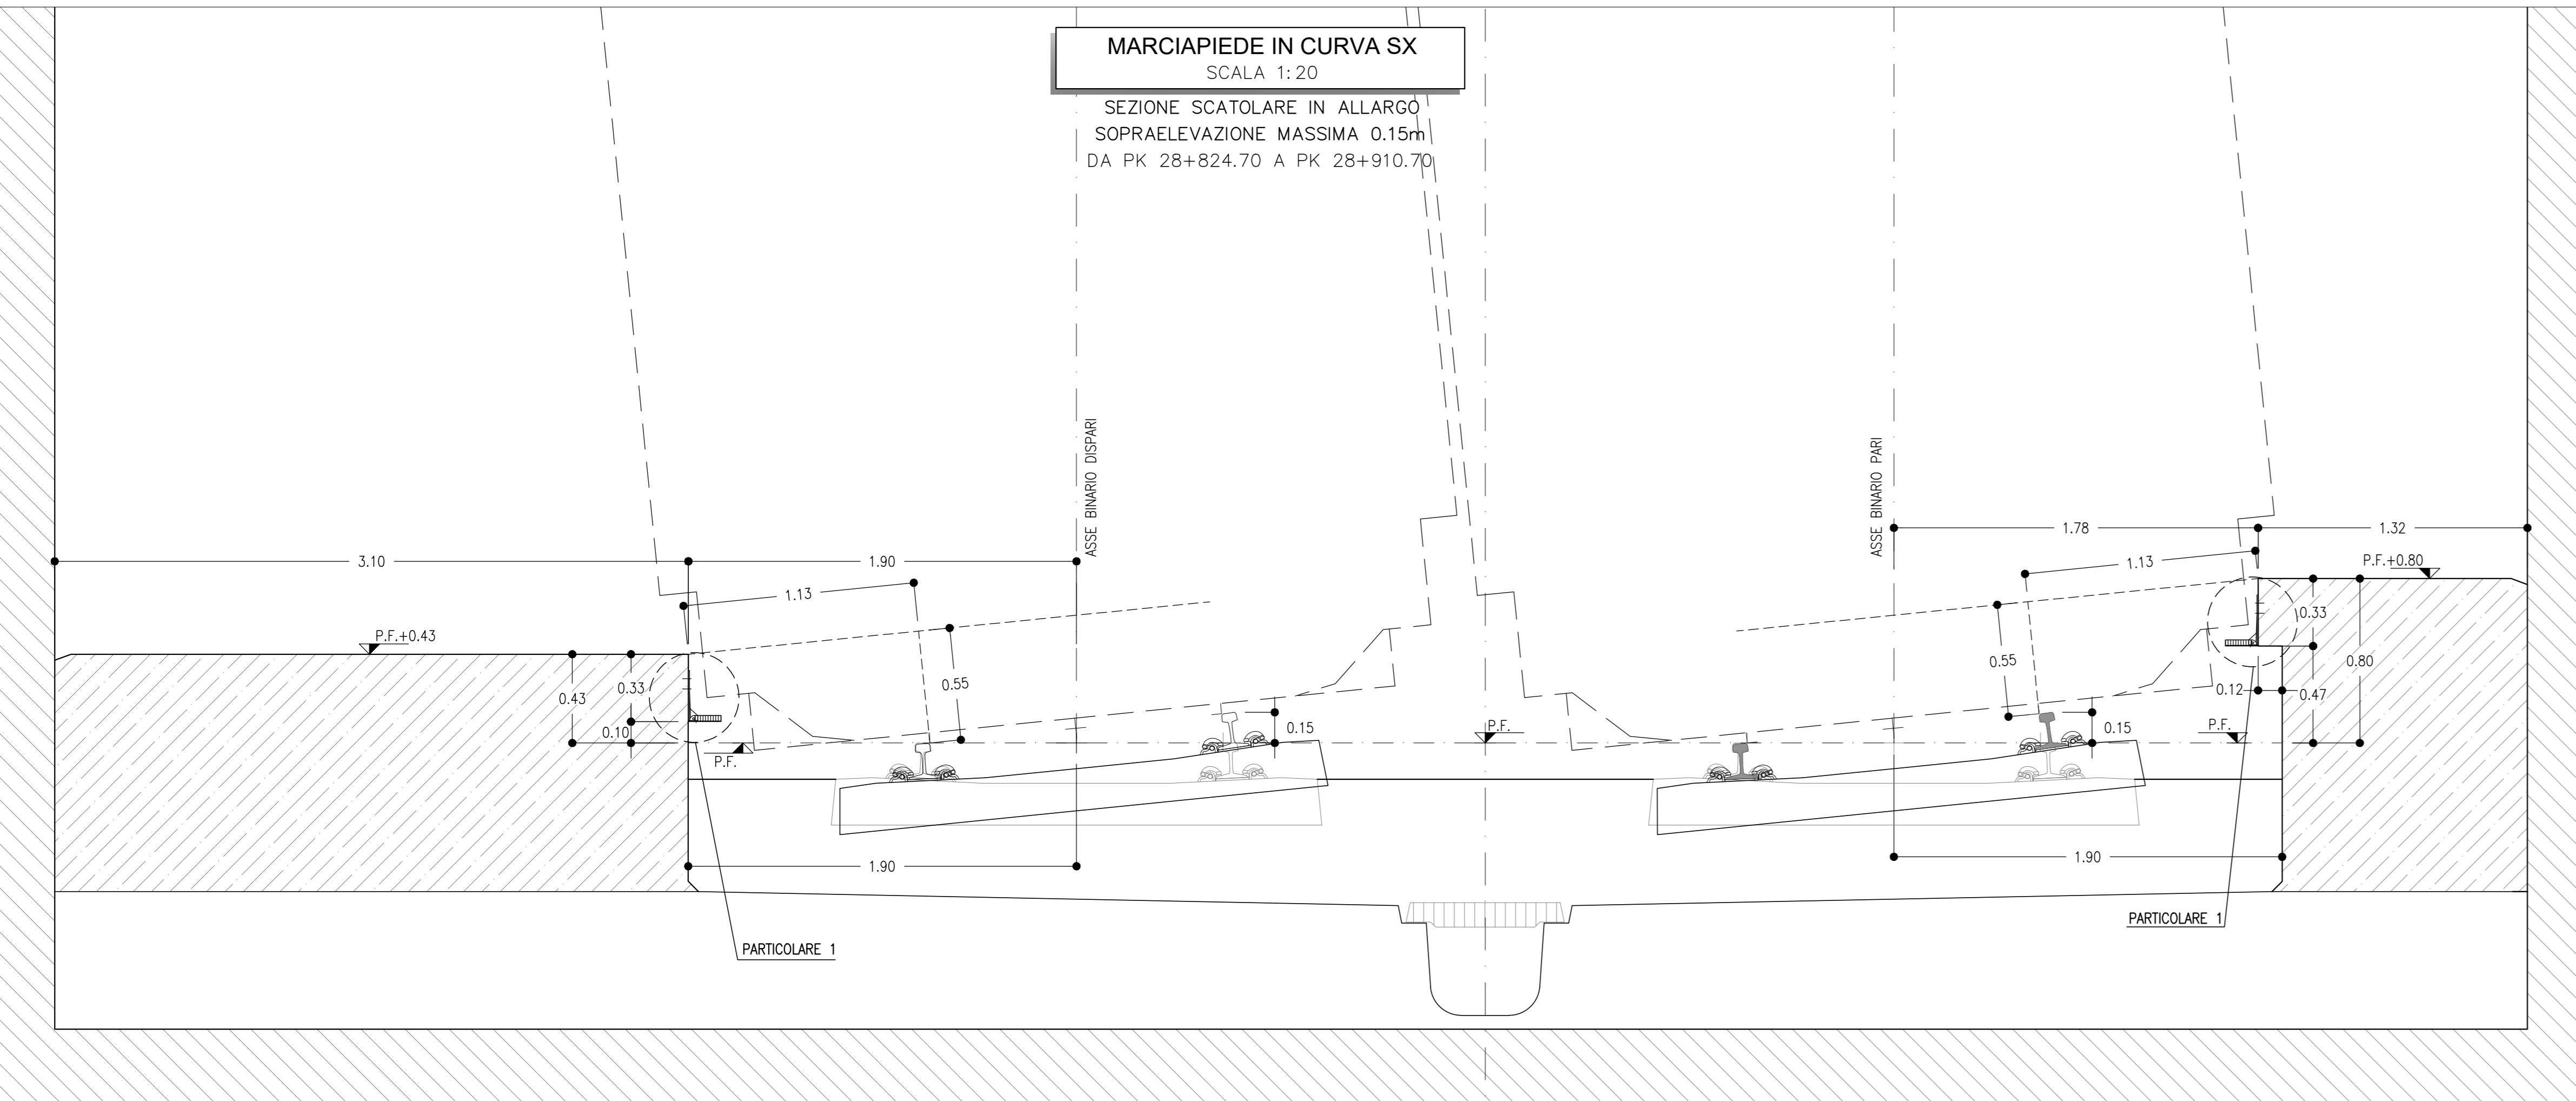 MARCIAPIEDE IN CURVA SX
SCALA 1:20
SEZIONE SCATOLARE IN ALLARGO
SOPRAELEVAZIONE MASSIMA 0.15m
DA PK 28+824.70 A PK 28+910.70
ASSE BINARIO DISPARI
ASSE BINARIO PARI
3.10
1.90
1.78
1.32
1.13
1.13
P.F.+0.80
P.F.+0.43
0.33
0.43
0.33
0.10
0.55
0.55
0.80
0.47
0.12
P.F.
0.15
P.F.
0.15
P.F.
1.90
1.90
PARTICOLARE 1
PARTICOLARE 1